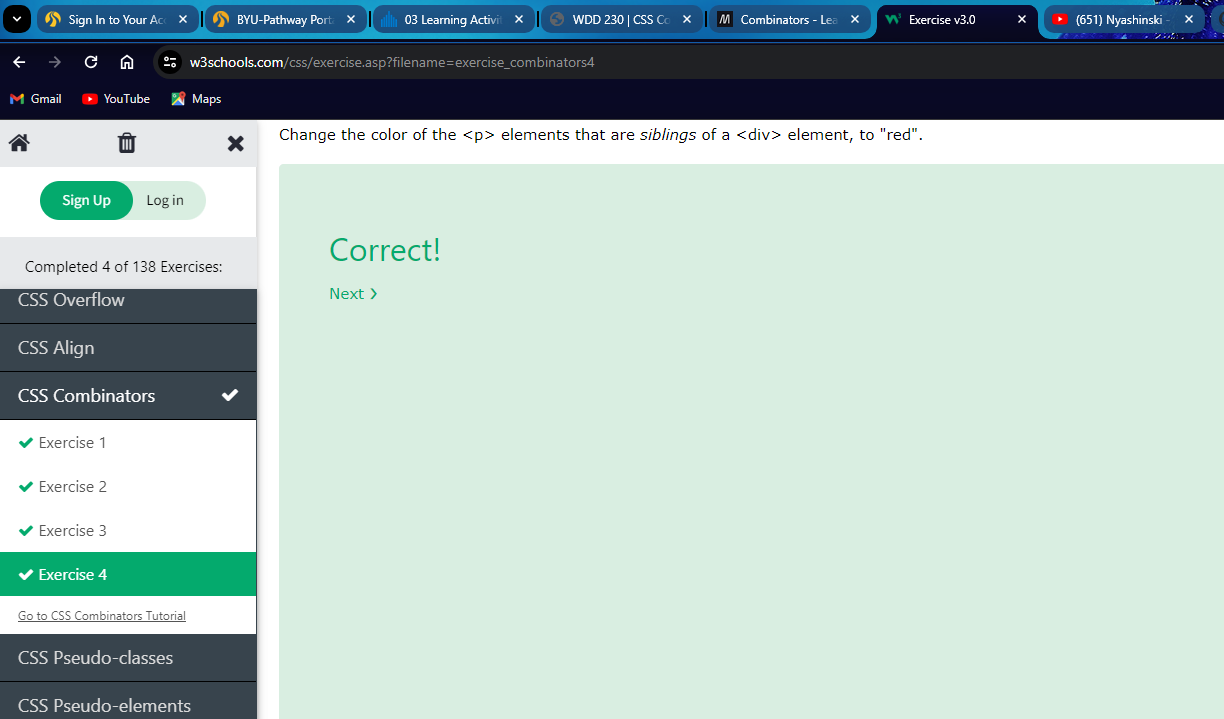 Sign In to Your Ac
BYU-Pathway Port
03 Learning Activi
WDD 230 | CSS Co
Combinators - Lea
Exercise v3.0
(651) Nyashinski -
w3schools.com/css/exercise.asp?filename=exercise_combinators4
Gmail
YouTube
Maps
Change the color of the <p> elements that are siblings of a <div> element, to "red".
Sign Up
Log in
Completed 4 of 138 Exercises:
CSS Overflow
CSS Align
CSS Combinators
Exercise 1
Exercise 2
Exercise 3
Exercise 4
Go to CSS Combinators Tutorial
CSS Pseudo-classes
CSS Pseudo-elements
Correct!
Next ❯